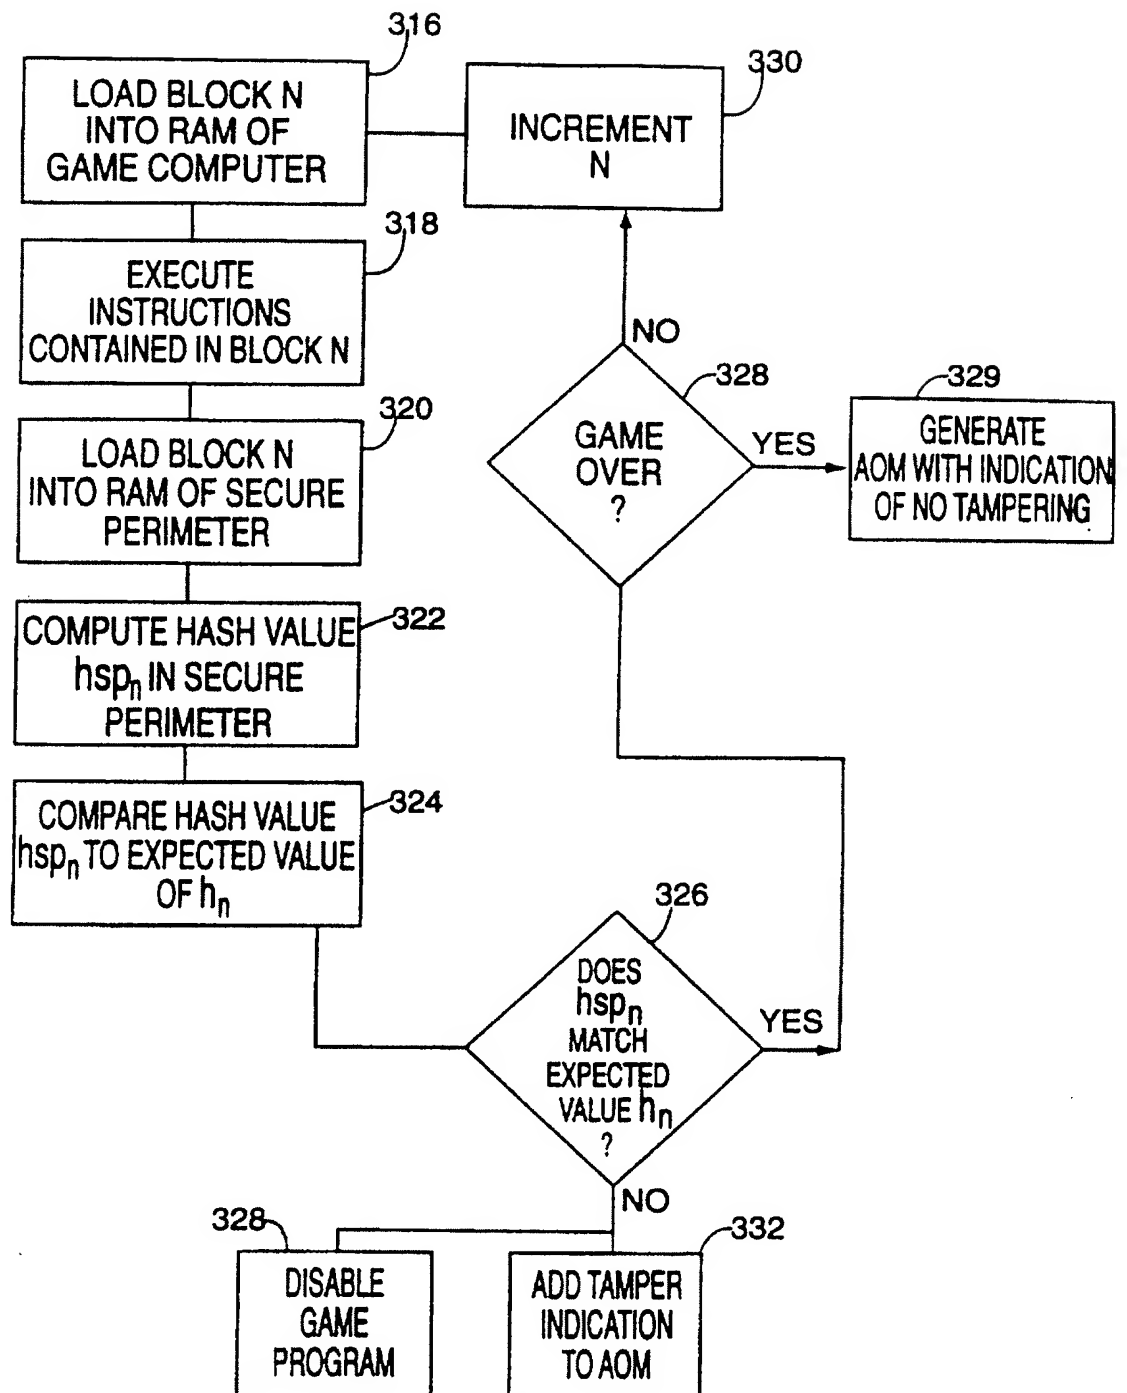 316
LOAD BLOCK N
INTO RAM OF
GAME COMPUTER
330
INCREMENT
N
318
EXECUTE
INSTRUCTIONS
CONTAINED IN BLOCK N
320
LOAD BLOCK N
INTO RAM OF SECURE
PERIMETER
322
COMPUTE HASH VALUE
hspn IN SECURE
PERIMETER
324
COMPARE HASH VALUE
hspn TO EXPECTED VALUE
OF hn
NO
328
GAME
OVER
?
YES
329
GENERATE
AOM WITH INDICATION
OF NO TAMPERING
326
DOES
hspn
MATCH
EXPECTED
VALUE hn
?
YES
NO
328
DISABLE
GAME
PROGRAM
332
ADD TAMPER
INDICATION
TO AOM